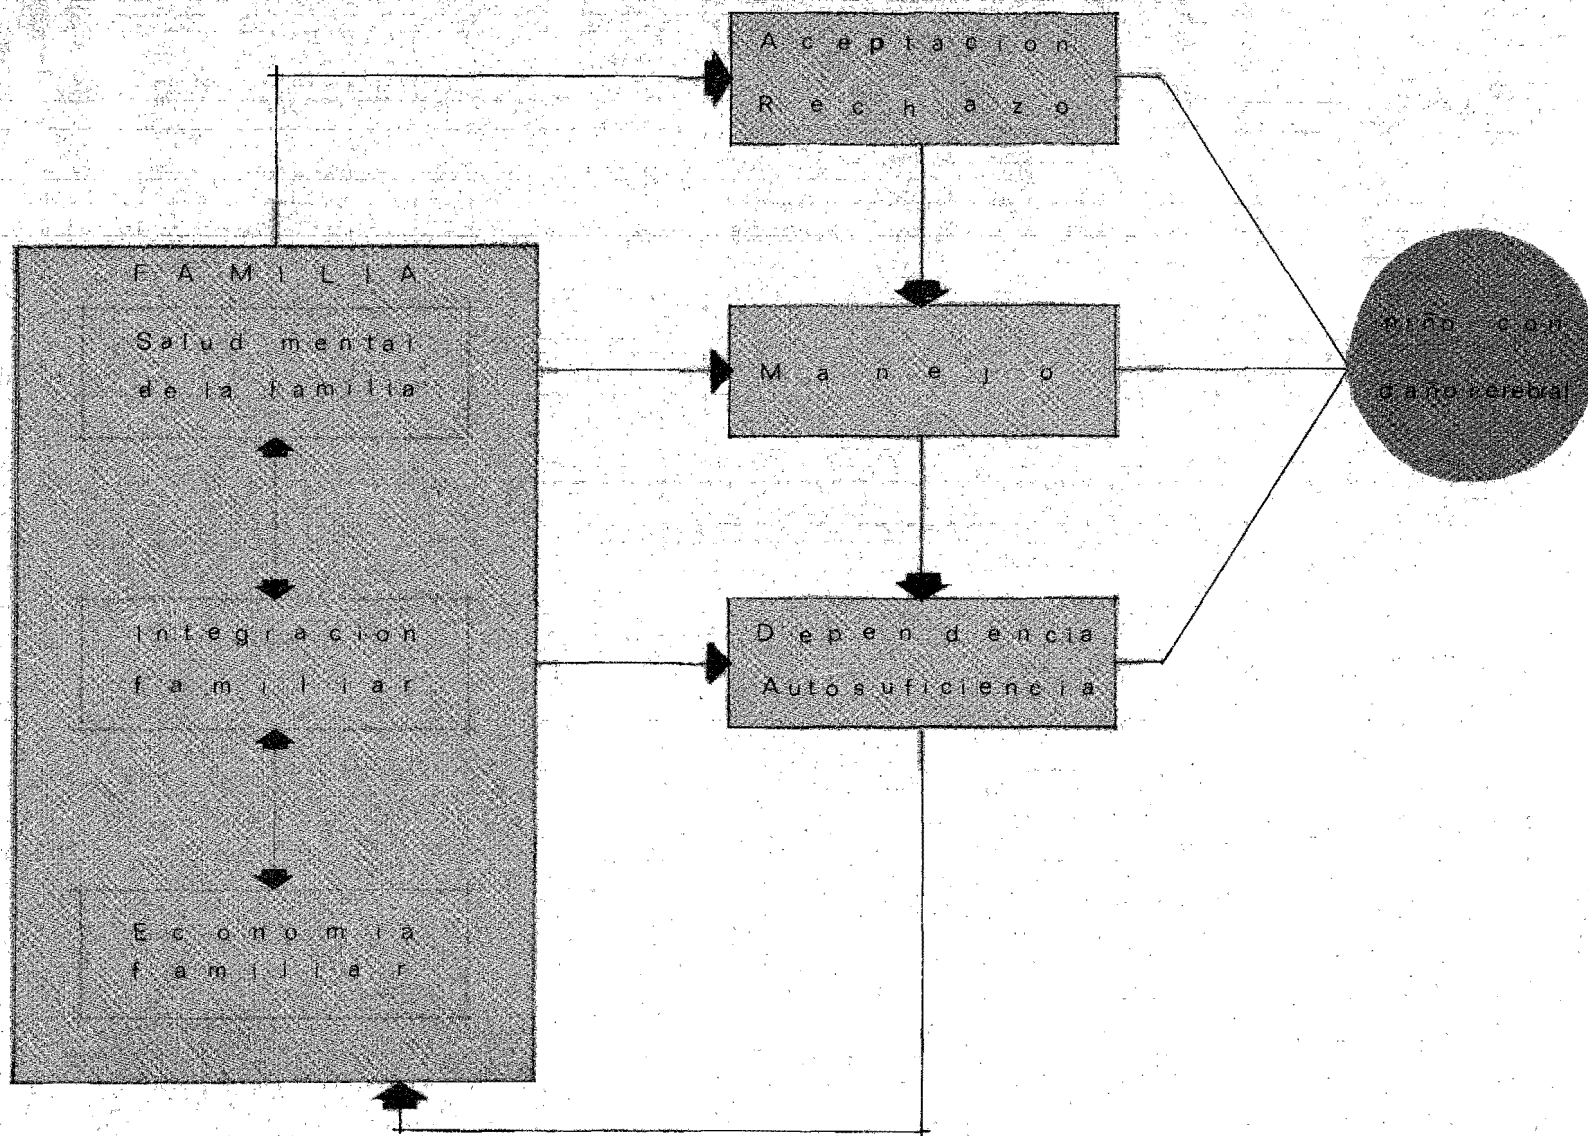 Aceptacion
Rechazo
FAMILIA
Salud mental
de la familia
Manejo
niño con
daño cerebral
Integracion
familiar
Dependencia
Autosuficiencia
Economia
familiar